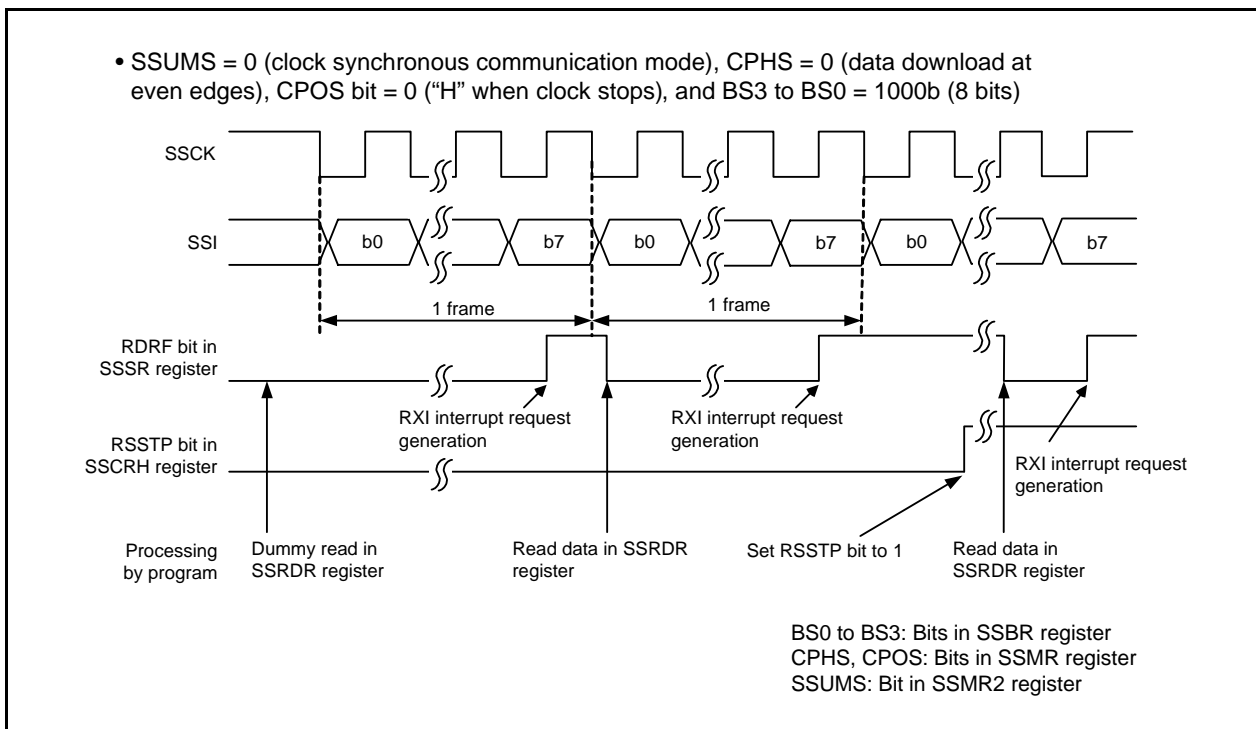 • SSUMS = 0 (clock synchronous communication mode), CPHS = 0 (data download at
even edges), CPOS bit = 0 (“H” when clock stops), and BS3 to BS0 = 1000b (8 bits)
SSCK
SSI
b0
b7
b0
b7
b0
b7
1 frame
1 frame
RDRF bit in
SSSR register
RXI interrupt request
generation
RXI interrupt request
generation
RSSTP bit in
SSCRH register
RXI interrupt request
generation
Processing
by program
Dummy read in
SSRDR register
Read data in SSRDR
register
Set RSSTP bit to 1
Read data in
SSRDR register
BS0 to BS3: Bits in SSBR register
CPHS, CPOS: Bits in SSMR register
SSUMS: Bit in SSMR2 register